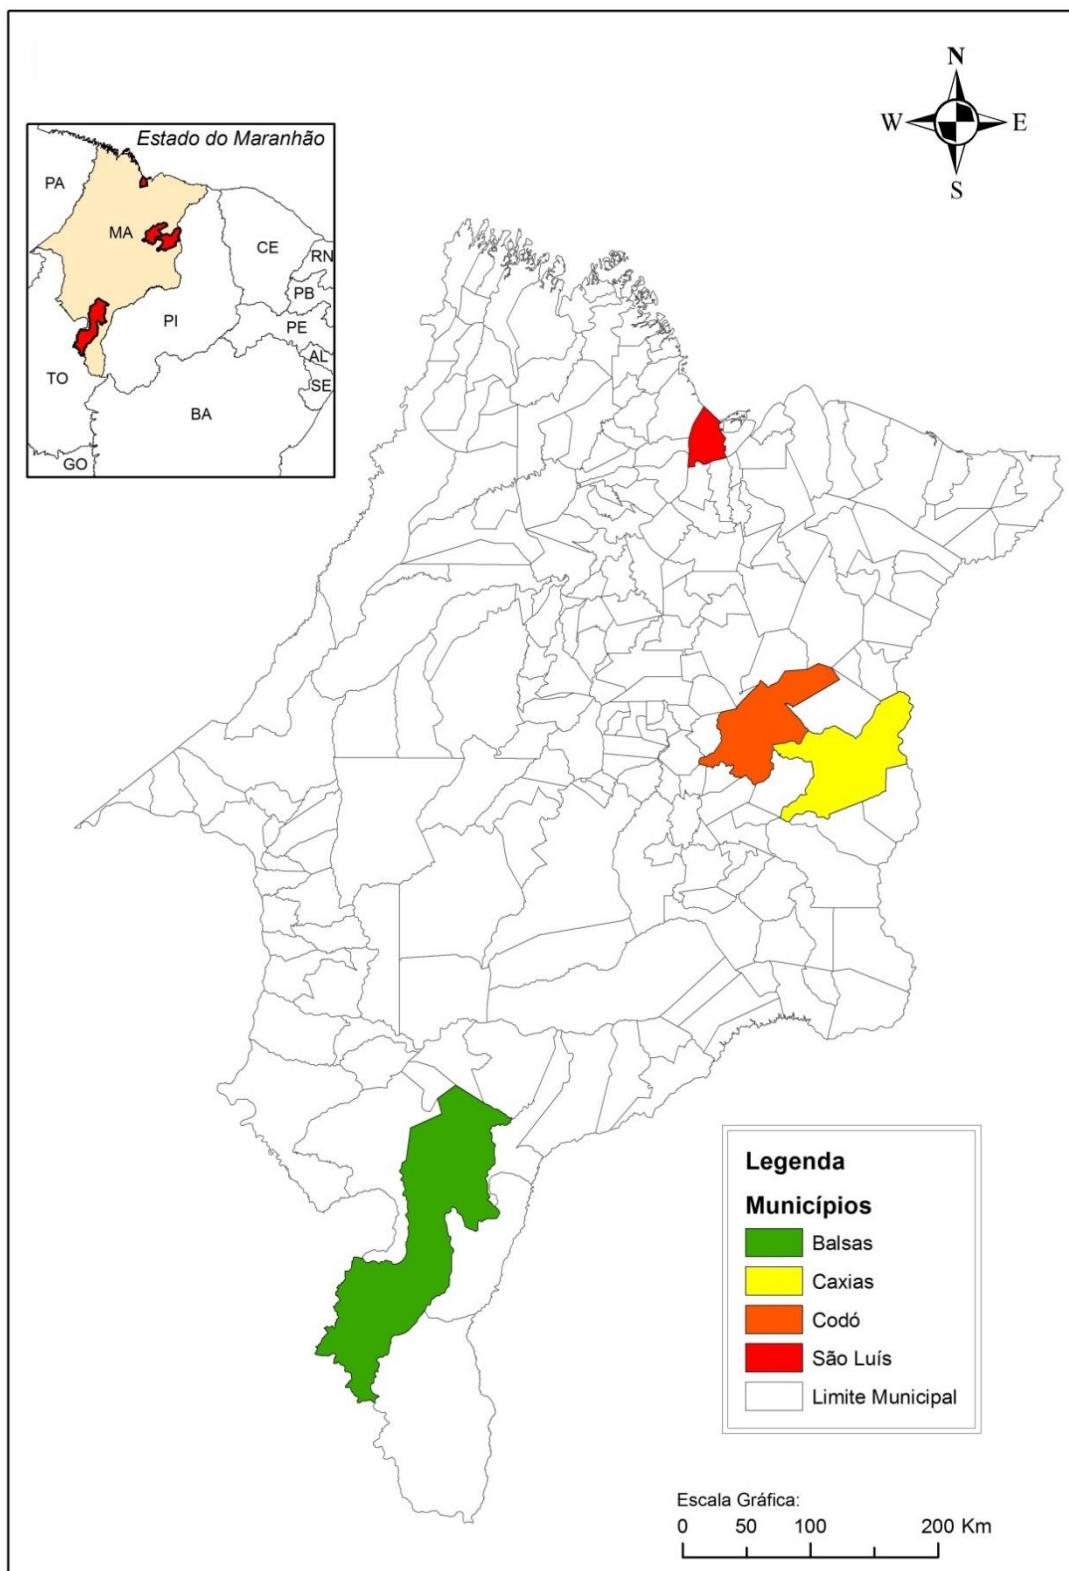 N
W E
S
Estado do Maranhão
PA
MA
CE
RN
PB
PI
PE
AL
TO
SE
BA
GO
Legenda
Municípios
Balsas
Caxias
Codó
São Luís
Limite Municipal
Escala Gráfica:
0 50 100 200 Km